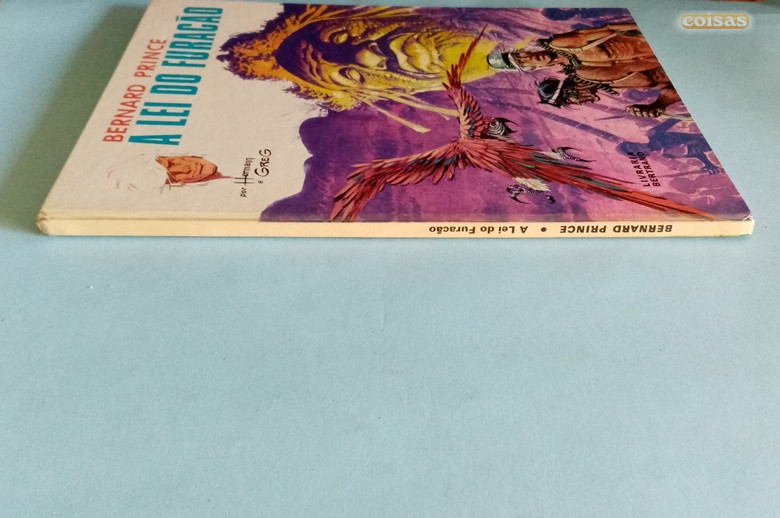 BERNARD PRINCE
A LEI DO FURACÃO
por Hermann
e GREG
LIVRARIA
BERTRAND
BERNARD PRINCE • A Lei do Furacão
coisas